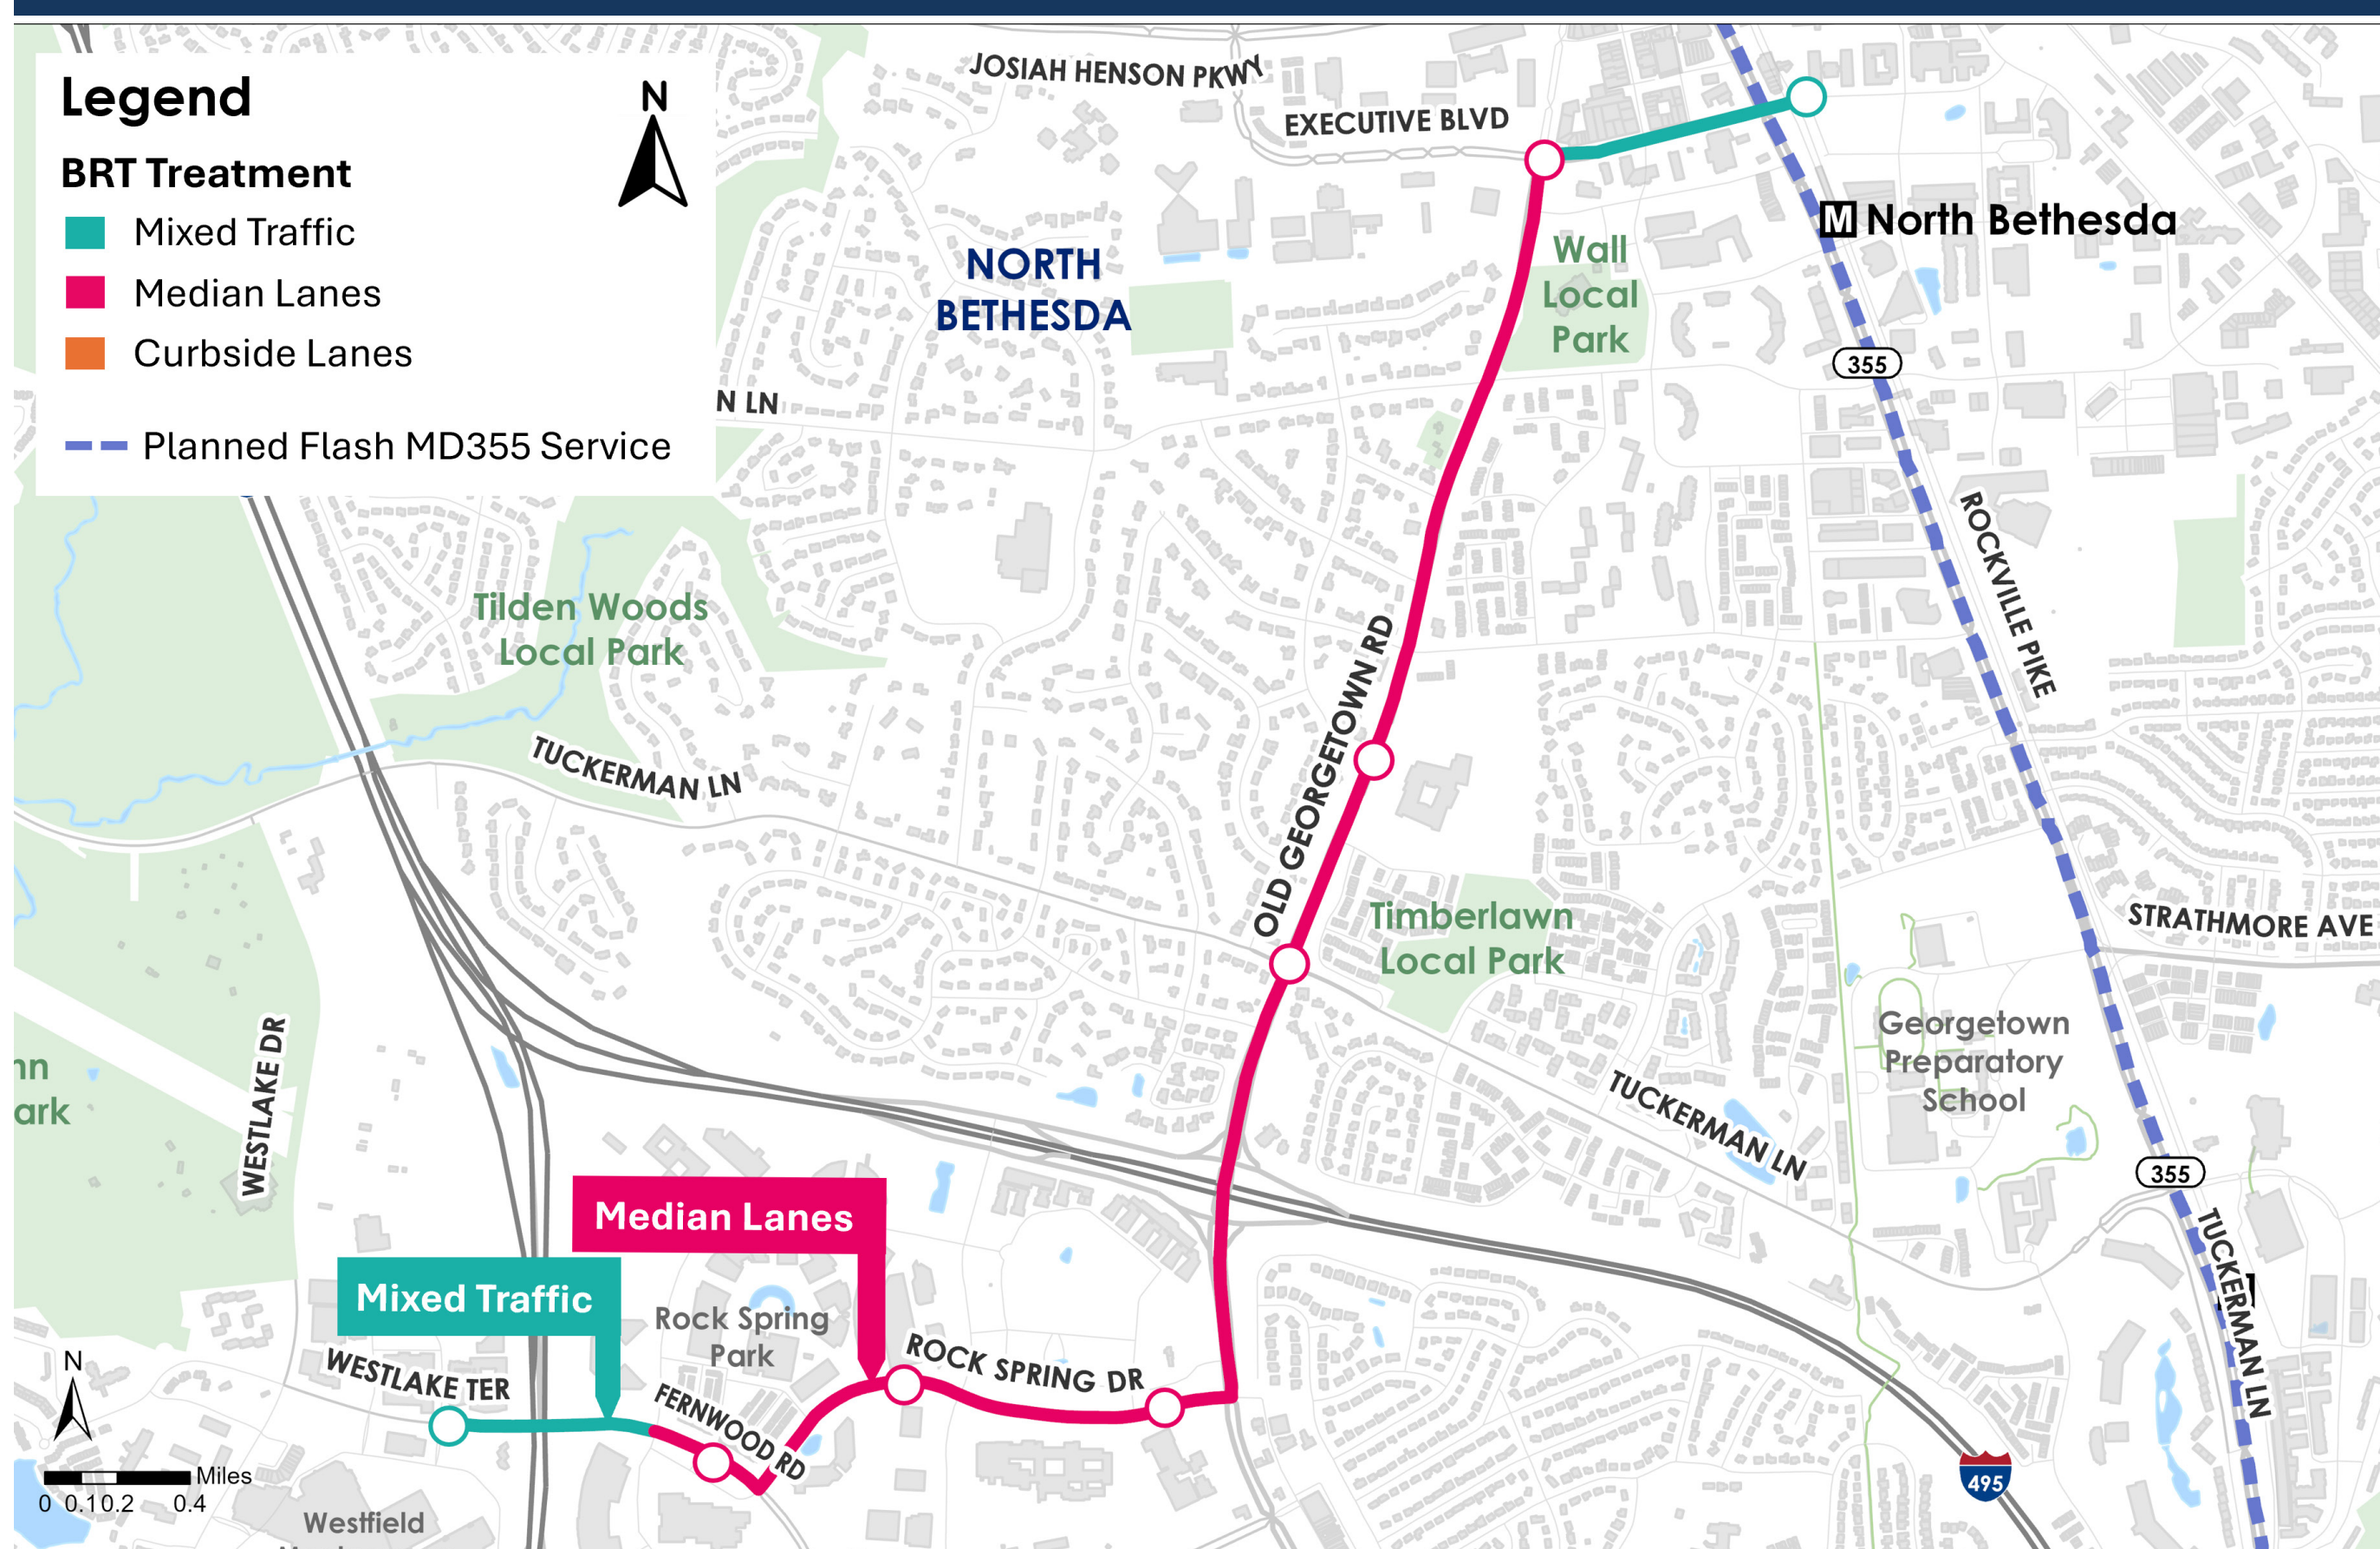 Legend
N
BRT Treatment
Mixed Traffic
Median Lanes
Curbside Lanes
Planned Flash MD355 Service
JOSIAH HENSON PKWY
EXECUTIVE BLVD
M North Bethesda
NORTH
BETHESDA
Wall
Local
Park
355
N LN
ROCKVILLE PIKE
Tilden Woods
Local Park
OLD GEORGETOWN RD
TUCKERMAN LN
Timberlawn
Local Park
STRATHMORE AVE
Georgetown
Preparatory
School
nn
ark
WESTLAKE DR
TUCKERMAN LN
355
Median Lanes
Mixed Traffic
Rock Spring
Park
ROCK SPRING DR
TUCKERMAN LN
WESTLAKE TER
FERNWOOD RD
N
Miles
0 0.1 0.2 0.4
495
Westfield